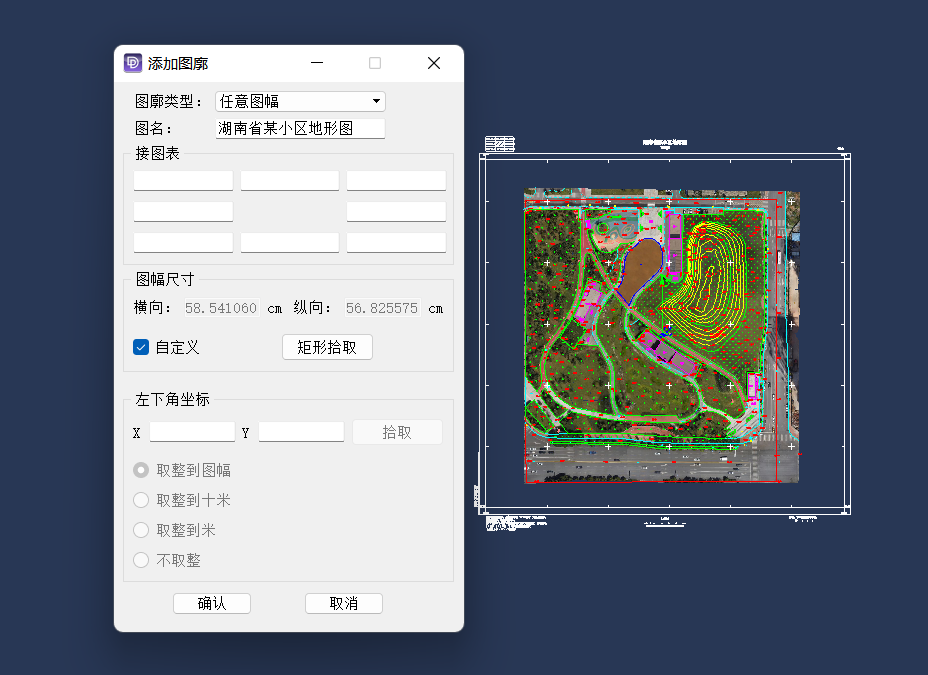 添加图廓
图廓类型: 任意图幅
图名: 湖南省某小区地形图
接图表
图幅尺寸
横向: 58.541060 cm 纵向: 56.825575 cm
自定义 矩形拾取
左下角坐标
X Y 拾取
取整到图幅
取整到十米
取整到米
不取整
确认 取消